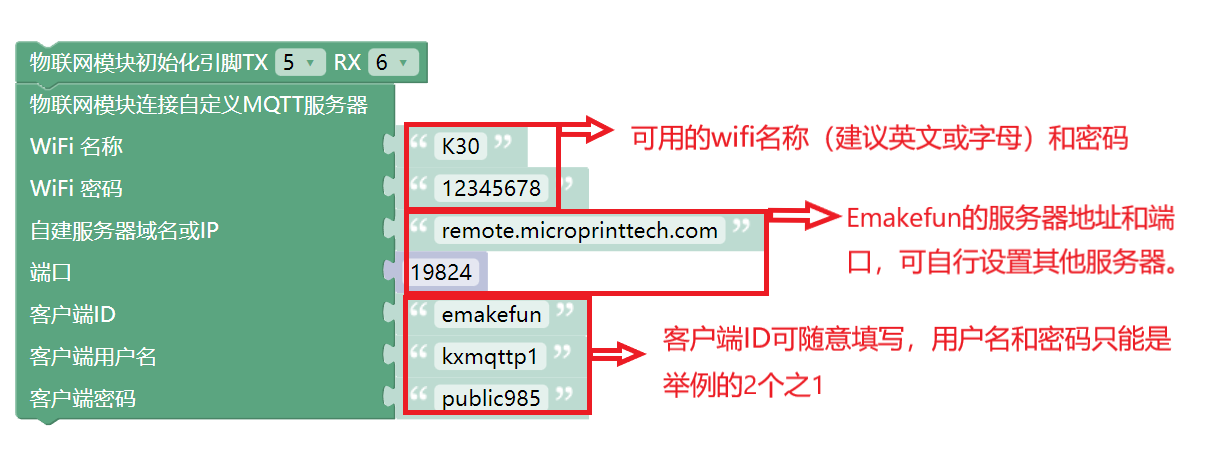 物联网模块初始化引脚TX 5 RX 6
物联网模块连接自定义MQTT服务器
WiFi 名称 “ K30 ”
可用的wifi名称（建议英文或字母）和密码
WiFi 密码 “ 12345678 ”
自建服务器域名或IP “ remote.microprinttech.com ”
端口 19824
Emakefun的服务器地址和端
口，可自行设置其他服务器。
客户端ID “ emakefun ”
客户端用户名 “ kxmqttp1 ”
客户端密码 “ public985 ”
客户端ID可随意填写，用户名和密码只能是
举例的2个之1